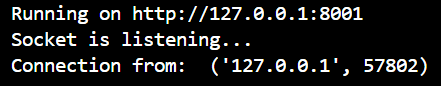 Running on http://127.0.0.1:8001
Socket is listening...
Connection from:  ('127.0.0.1', 57802)